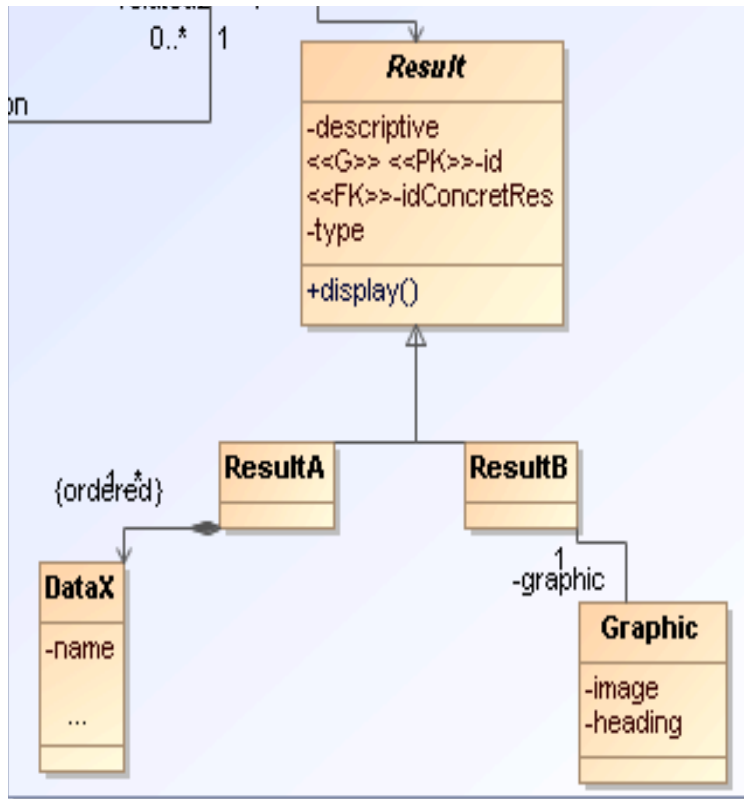 0..*
1
on
Result
-descriptive
<<G>> <<PK>>-id
<<FK>>-idConcretRes
-type
+display()
ResultA
ResultB
{ordered}
1..*
DataX
-name
...
1
-graphic
Graphic
-image
-heading